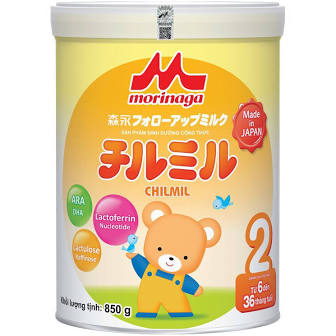 morinaga
森永フォローアップミルク
SẢN PHẨM DINH DƯỠNG CÔNG THỨC
チルミル
CHILMIL
Made in
JAPAN
ARA
DHA
Lactoferrin
Nucleotide
Lactulose
Raffinose
2
Từ 6 đến
36 tháng tuổi
Khối lượng tịnh: 850 g